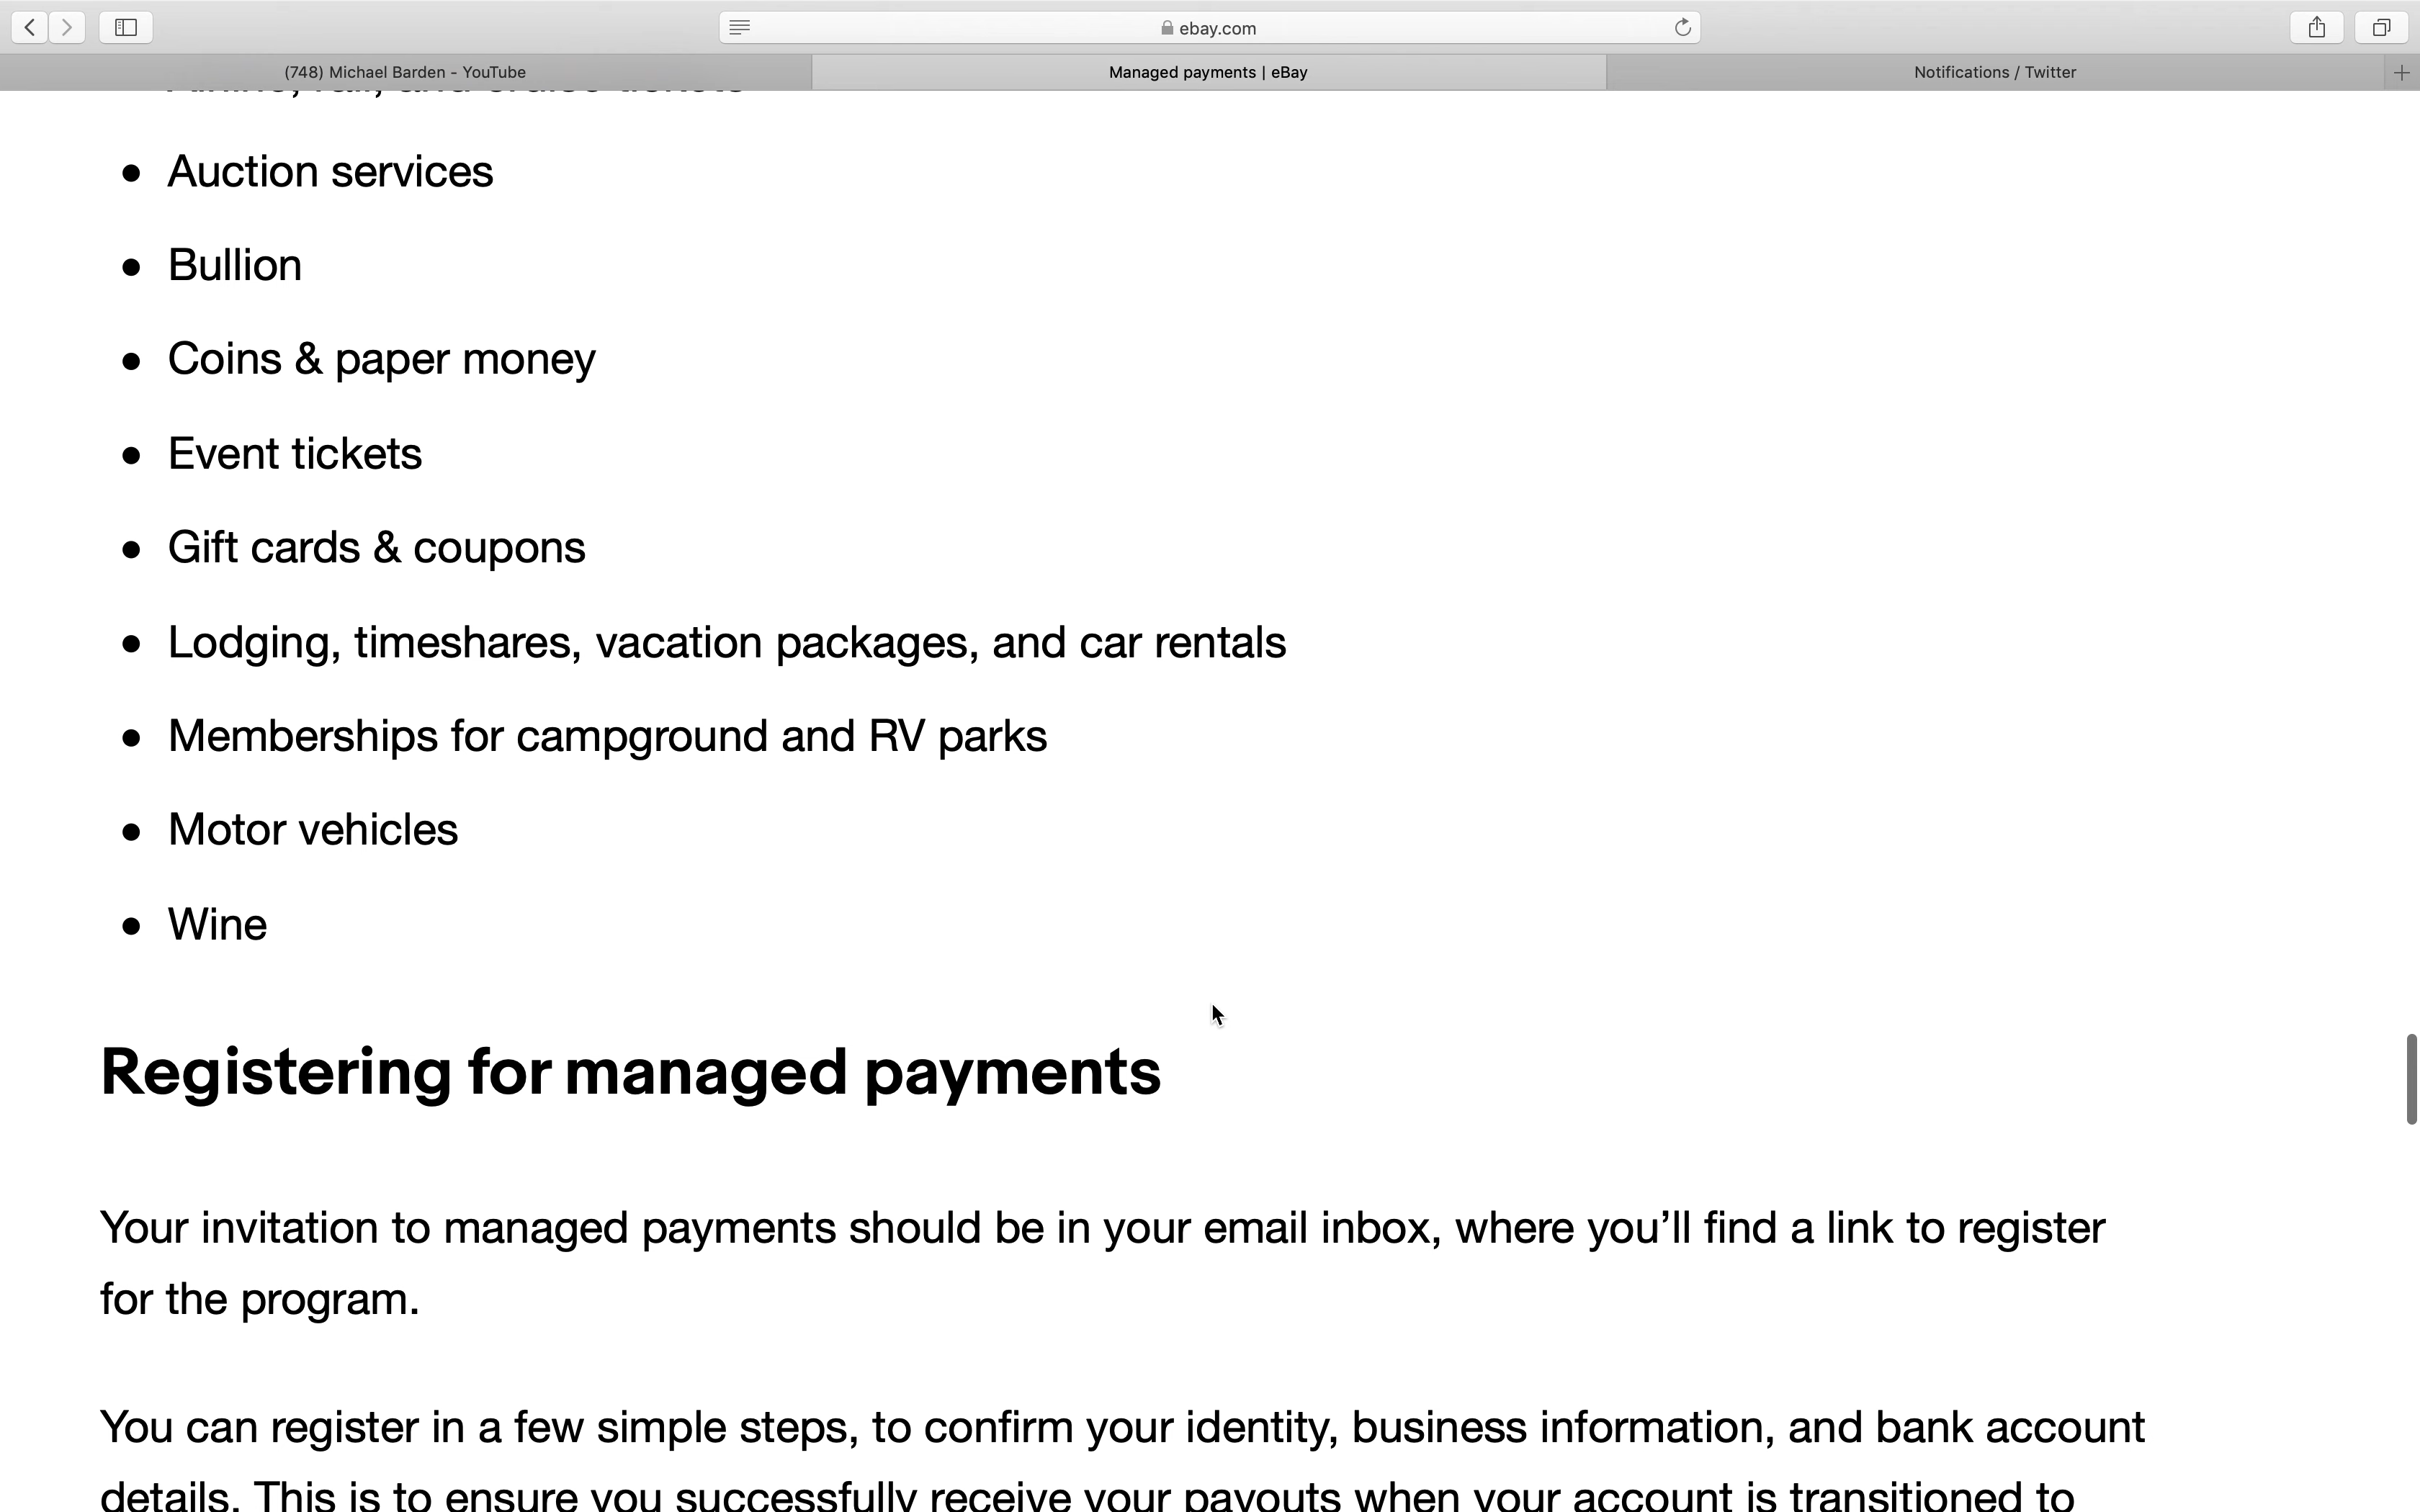 ebay.com
(748) Michael Barden - YouTube
Managed payments | eBay
Notifications / Twitter
Airline, rail, and cruise tickets
● Auction services
● Bullion
● Coins & paper money
● Event tickets
● Gift cards & coupons
● Lodging, timeshares, vacation packages, and car rentals
● Memberships for campground and RV parks
● Motor vehicles
● Wine
Registering for managed payments
Your invitation to managed payments should be in your email inbox, where you’ll find a link to register
for the program.
You can register in a few simple steps, to confirm your identity, business information, and bank account
details. This is to ensure you successfully receive your payouts when your account is transitioned to